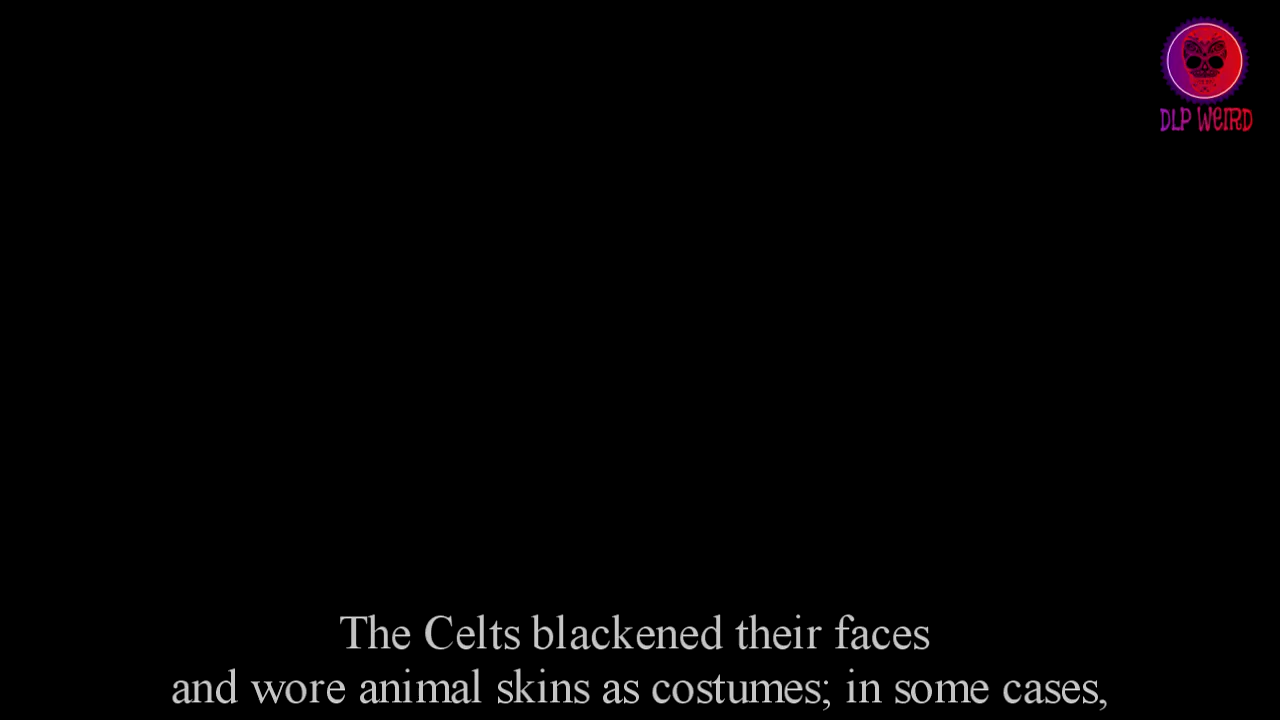 DLP WEIRD
The Celts blackened their faces
and wore animal skins as costumes; in some cases,